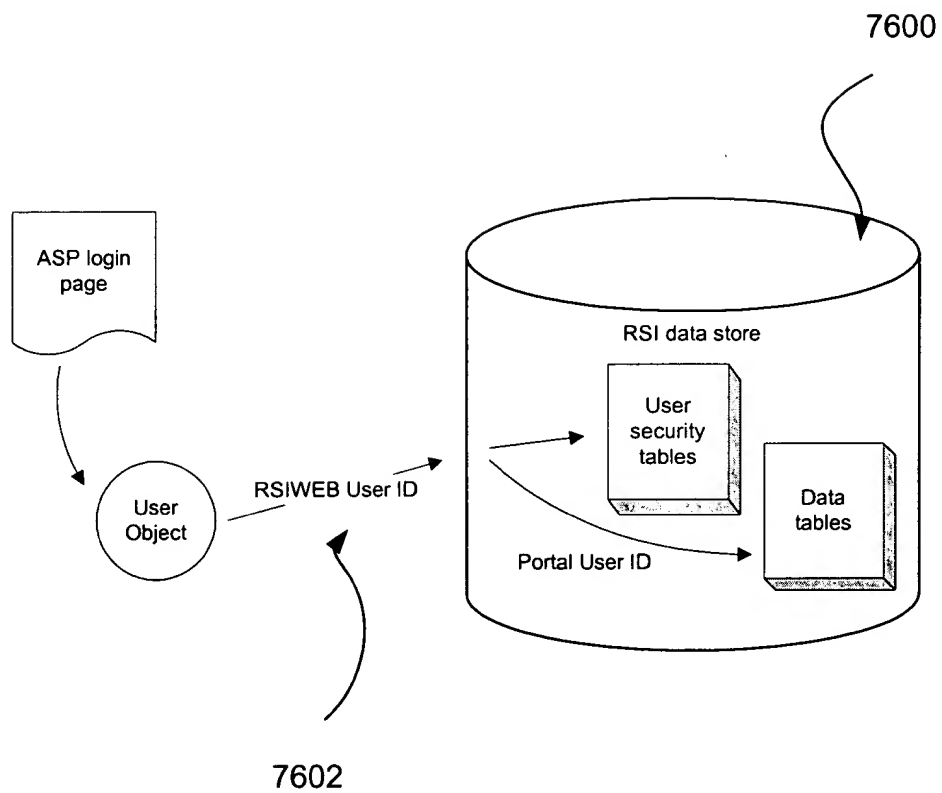 7600
ASP login
page
RSI data store
User
security
tables
RSIWEB User ID
User
Object
Data
tables
Portal User ID
7602